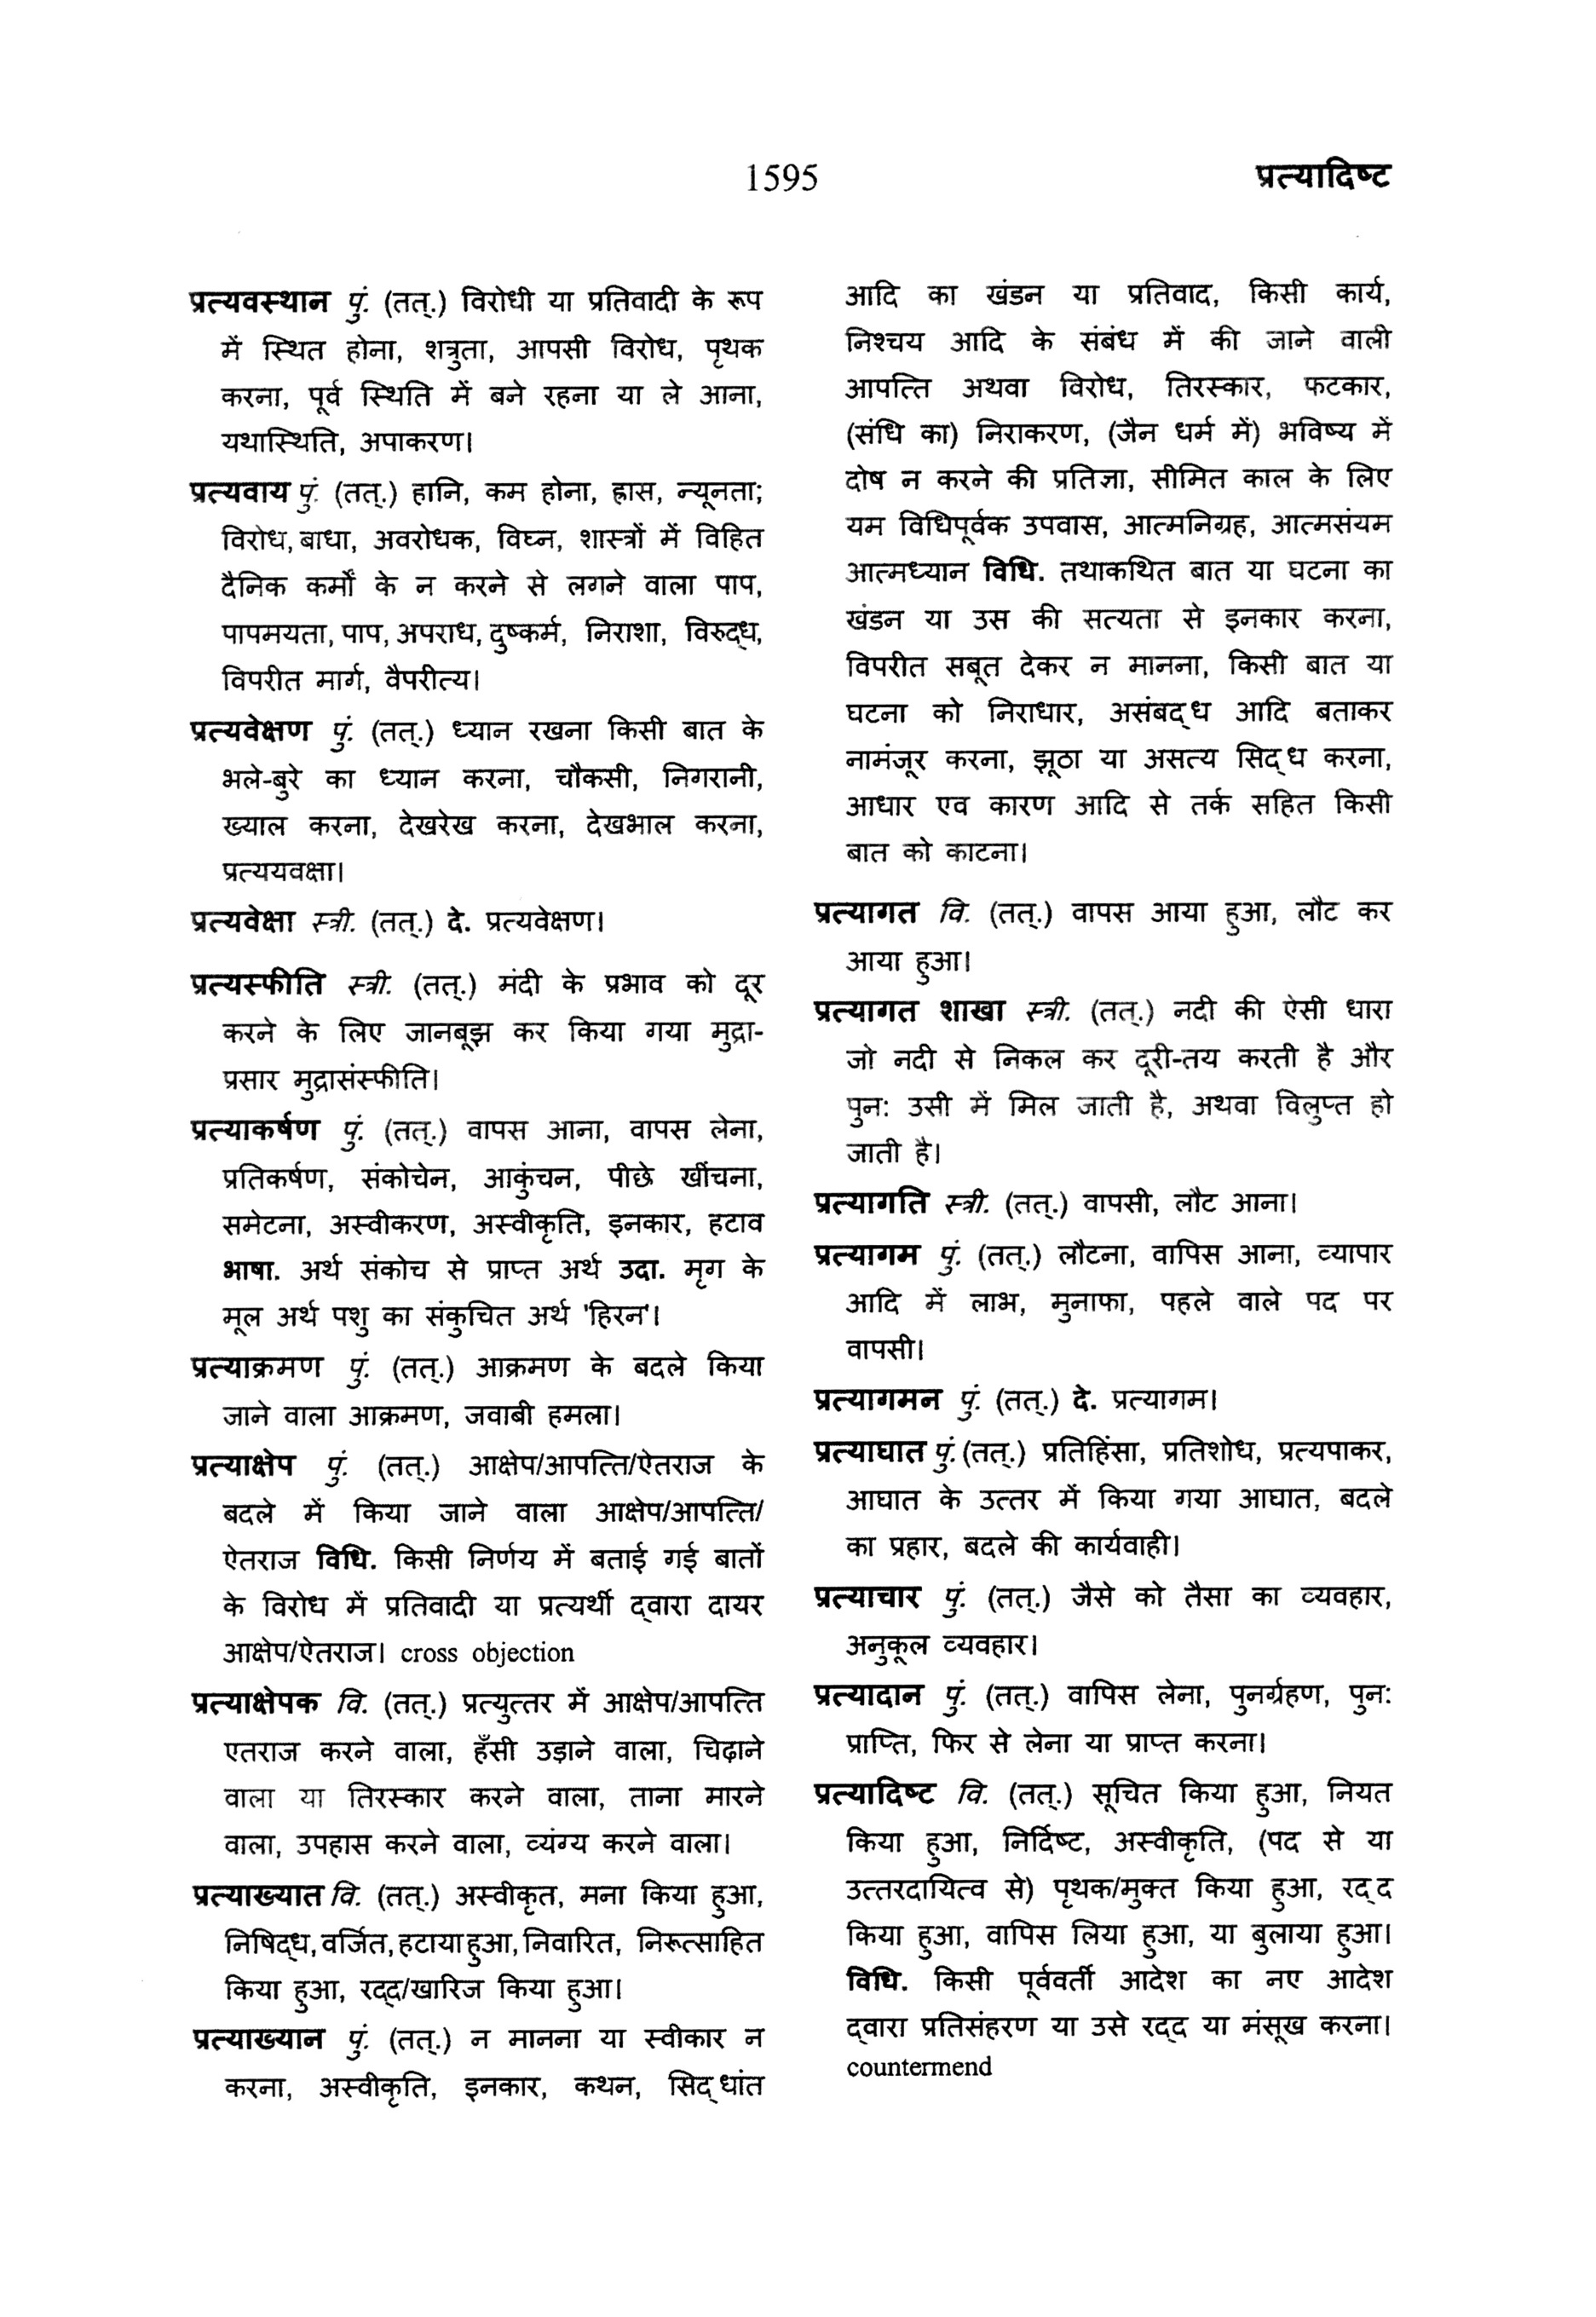 1595
प्रत्यादिष्ट
प्रत्यवस्थान पुं. (तत्.) विरोधी या प्रतिवादी के रूप
में स्थित होना, शत्रुता, आपसी विरोध, पृथक
करना, पूर्व स्थिति में बने रहना या ले आना,
यथास्थिति, अपाकरण।
प्रत्यवाय पुं. (तत्.) हानि, कम होना, ह्रास, न्यूनता;
विरोध, बाधा, अवरोधक, विघ्न, शास्त्रों में विहित
दैनिक कर्मों के न करने से लगने वाला पाप,
पापमयता, पाप, अपराध, दुष्कर्म, निराशा, विरुद्ध,
विपरीत मार्ग, वैपरीत्य।
प्रत्यवेक्षण पुं. (तत्.) ध्यान रखना किसी बात के
भले-बुरे का ध्यान करना, चौकसी, निगरानी,
ख्याल करना, देखरेख करना, देखभाल करना,
प्रत्ययवक्षा।
प्रत्यवेक्षा स्त्री. (तत्.) दे. प्रत्यवेक्षण।
प्रत्यस्फीति स्त्री. (तत्.) मंदी के प्रभाव को दूर
करने के लिए जानबूझ कर किया गया मुद्रा-
प्रसार मुद्रासंस्फीति।
प्रत्याकर्षण पुं. (तत्.) वापस आना, वापस लेना,
प्रतिकर्षण, संकोचेन, आकुंचन, पीछे खींचना,
समेटना, अस्वीकरण, अस्वीकृति, इनकार, हटाव
भाषा. अर्थ संकोच से प्राप्त अर्थ उदा. मृग के
मूल अर्थ पशु का संकुचित अर्थ 'हिरन'।
प्रत्याक्रमण पुं. (तत्.) आक्रमण के बदले किया
जाने वाला आक्रमण, जवाबी हमला।
प्रत्याक्षेप पुं. (तत्.) आक्षेप/आपत्ति/ऐतराज के
बदले में किया जाने वाला आक्षेप/आपत्ति/
ऐतराज विधि. किसी निर्णय में बताई गई बातों
के विरोध में प्रतिवादी या प्रत्यर्थी द्वारा दायर
आक्षेप/ऐतराज। cross objection
प्रत्याक्षेपक वि. (तत्.) प्रत्युत्तर में आक्षेप/आपत्ति
एतराज करने वाला, हँसी उड़ाने वाला, चिढ़ाने
वाला या तिरस्कार करने वाला, ताना मारने
वाला, उपहास करने वाला, व्यंग्य करने वाला।
प्रत्याख्यात वि. (तत्.) अस्वीकृत, मना किया हुआ,
निषिद्ध, वर्जित, हटाया हुआ, निवारित, निरूत्साहित
किया हुआ, रद्द/खारिज किया हुआ।
प्रत्याख्यान पुं. (तत्.) न मानना या स्वीकार न
करना, अस्वीकृति, इनकार, कथन, सिद्धांत
आदि का खंडन या प्रतिवाद, किसी कार्य,
निश्चय आदि के संबंध में की जाने वाली
आपत्ति अथवा विरोध, तिरस्कार, फटकार,
(संधि का) निराकरण, (जैन धर्म में) भविष्य में
दोष न करने की प्रतिज्ञा, सीमित काल के लिए
यम विधिपूर्वक उपवास, आत्मनिग्रह, आत्मसंयम
आत्मध्यान विधि. तथाकथित बात या घटना का
खंडन या उस की सत्यता से इनकार करना,
विपरीत सबूत देकर न मानना, किसी बात या
घटना को निराधार, असंबद्ध आदि बताकर
नामंजूर करना, झूठा या असत्य सिद्ध करना,
आधार एव कारण आदि से तर्क सहित किसी
बात को काटना।
प्रत्यागत वि. (तत्.) वापस आया हुआ, लौट कर
आया हुआ।
प्रत्यागत शाखा स्त्री. (तत्.) नदी की ऐसी धारा
जो नदी से निकल कर दूरी-तय करती है और
पुन: उसी में मिल जाती है, अथवा विलुप्त हो
जाती है।
प्रत्यागति स्त्री. (तत्.) वापसी, लौट आना।
प्रत्यागम पुं. (तत्.) लौटना, वापिस आना, व्यापार
आदि में लाभ, मुनाफा, पहले वाले पद पर
वापसी।
प्रत्यागमन पुं. (तत्.) दे. प्रत्यागम।
प्रत्याघात पुं. (तत्.) प्रतिहिंसा, प्रतिशोध, प्रत्यपाकर,
आघात के उत्तर में किया गया आघात, बदले
का प्रहार, बदले की कार्यवाही।
प्रत्याचार पुं. (तत्.) जैसे को तैसा का व्यवहार,
अनुकूल व्यवहार।
प्रत्यादान पुं. (तत्.) वापिस लेना, पुनर्ग्रहण, पुन:
प्राप्ति, फिर से लेना या प्राप्त करना।
प्रत्यादिष्ट वि. (तत्.) सूचित किया हुआ, नियत
किया हुआ, निर्दिष्ट, अस्वीकृति, (पद से या
उत्तरदायित्व से) पृथक/मुक्त किया हुआ, रद्द
किया हुआ, वापिस लिया हुआ, या बुलाया हुआ।
विधि. किसी पूर्ववर्ती आदेश का नए आदेश
द्वारा प्रतिसंहरण या उसे रद्द या मंसूख करना।
countermend